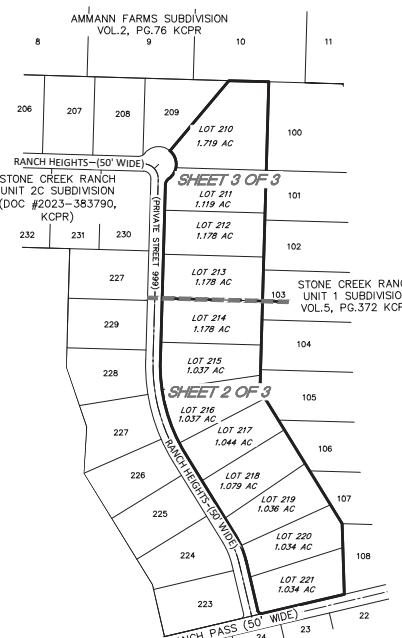 AMMANN FARMS SUBDIVISION
VOL.2, PG.76 KCPR
8
9
10
11
206
207
208
209
LOT 210
1.719 AC
100
RANCH HEIGHTS-(50' WIDE)
STONE CREEK RANCH
UNIT 2C SUBDIVISION
(DOC #2023-383790,
KCPR)
SHEET 3 OF 3
LOT 211
1.119 AC
101
(PRIVATE STREET 999)
LOT 212
1.178 AC
232
231
230
102
227
LOT 213
1.178 AC
STONE CREEK RANC
UNIT 1 SUBDIVISIO
VOL.5, PG.372 KCP
103
229
LOT 214
1.178 AC
104
228
LOT 215
1.037 AC
SHEET 2 OF 3
105
LOT 216
1.037 AC
227
LOT 217
1.044 AC
106
RANCH HEIGHTS-(50' WIDE)
226
LOT 218
1.079 AC
107
225
LOT 219
1.036 AC
224
LOT 220
1.034 AC
108
223
LOT 221
1.034 AC
NCH PASS (50' WIDE)
24
23
22